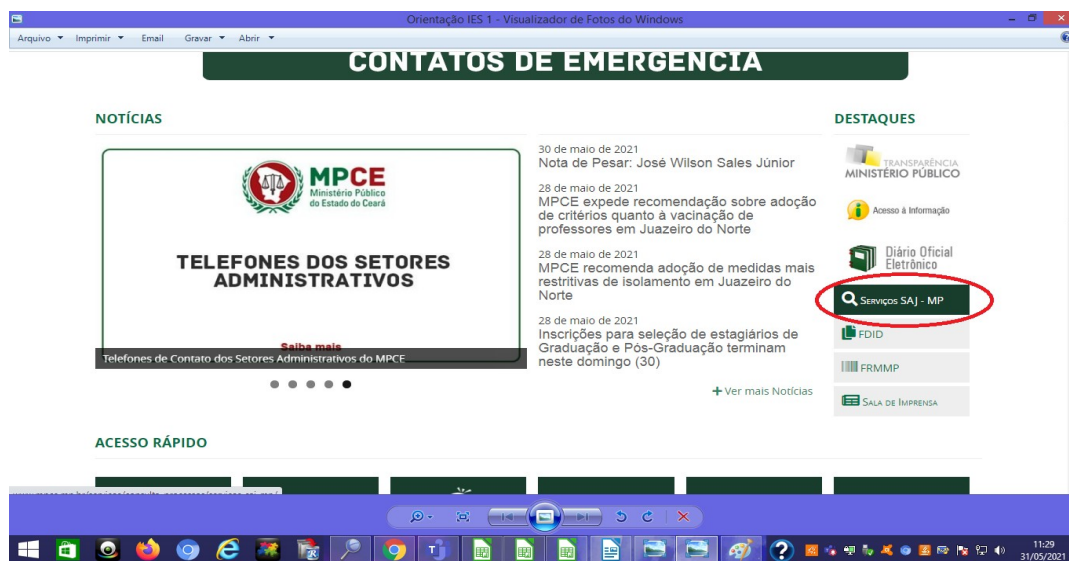 Orientação IES 1 - Visualizador de Fotos do Windows
Arquivo Imprimir Email Gravar Abrir
CONTATOS DE EMERGÊNCIA
NOTÍCIAS
MPCE
Ministério Público
do Estado do Ceará
TELEFONES DOS SETORES
ADMINISTRATIVOS
Saiba mais
Telefones de Contato dos Setores Administrativos do MPCE
30 de maio de 2021
Nota de Pesar: José Wilson Sales Júnior
28 de maio de 2021
MPCE expede recomendação sobre adoção
de critérios quanto à vacinação de
professores em Juazeiro do Norte
28 de maio de 2021
MPCE recomenda adoção de medidas mais
restritivas de isolamento em Juazeiro do
Norte
28 de maio de 2021
Inscrições para seleção de estagiários de
Graduação e Pós-Graduação terminam
neste domingo (30)
+ Ver mais Notícias
DESTAQUES
TRANSPARÊNCIA
MINISTÉRIO PÚBLICO
Acesso à Informação
Diário Oficial
Eletrônico
Serviços SAJ - MP
FDID
FRMMP
Sala de Imprensa
ACESSO RÁPIDO
11:29
31/05/2021